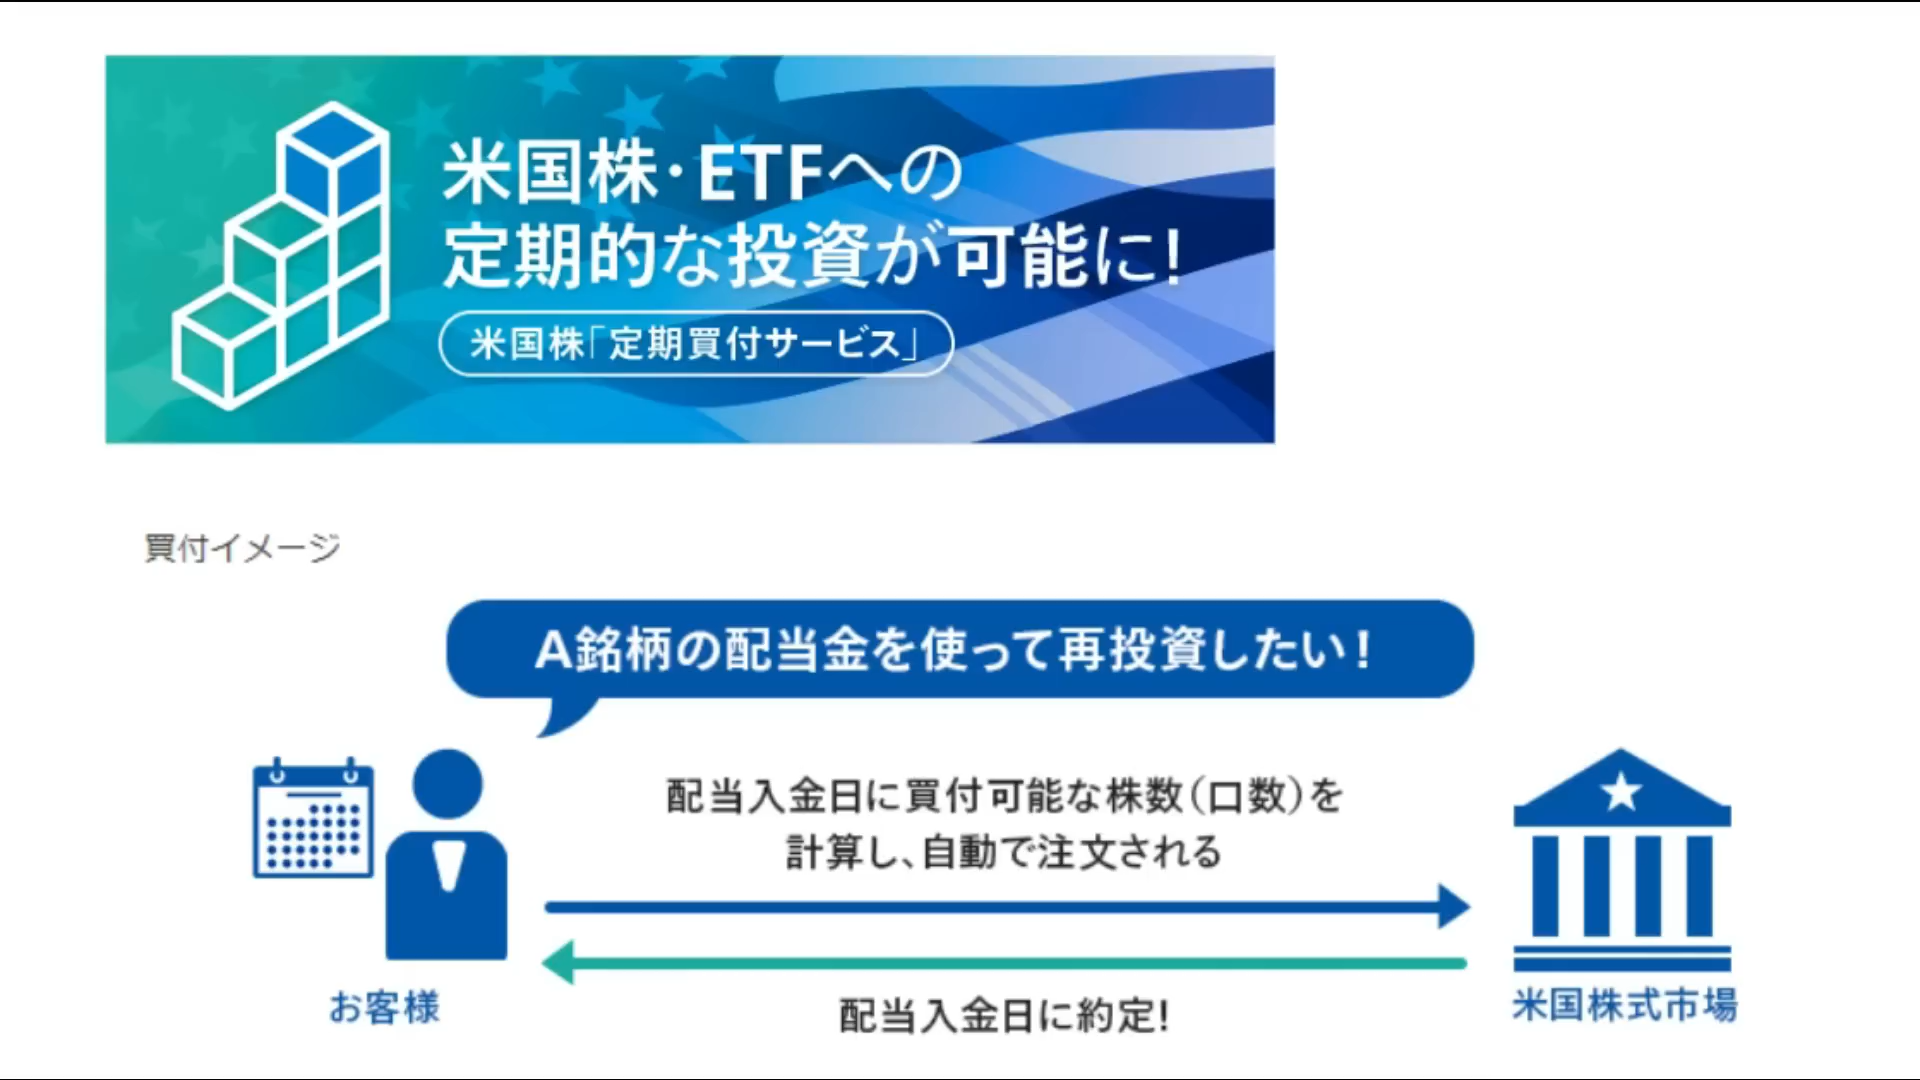 米国株・ETFへの
定期的な投資が可能に!
米国株「定期買付サービス」
買付イメージ
A銘柄の配当金を使って再投資したい!
配当入金日に買付可能な株数(口数)を
計算し、自動で注文される
お客様
配当入金日に約定!
米国株式市場